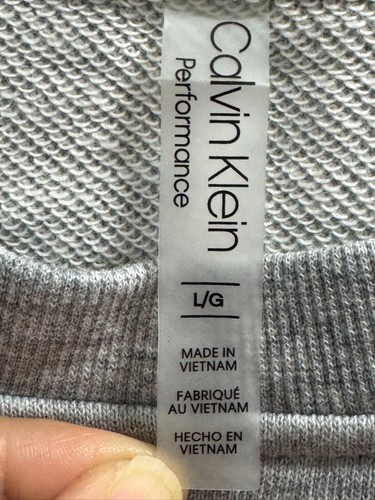 Calvin Klein
Performance
L/G
MADE IN
VIETNAM
FABRIQUÉ
AU VIETNAM
HECHO EN
VIETNAM